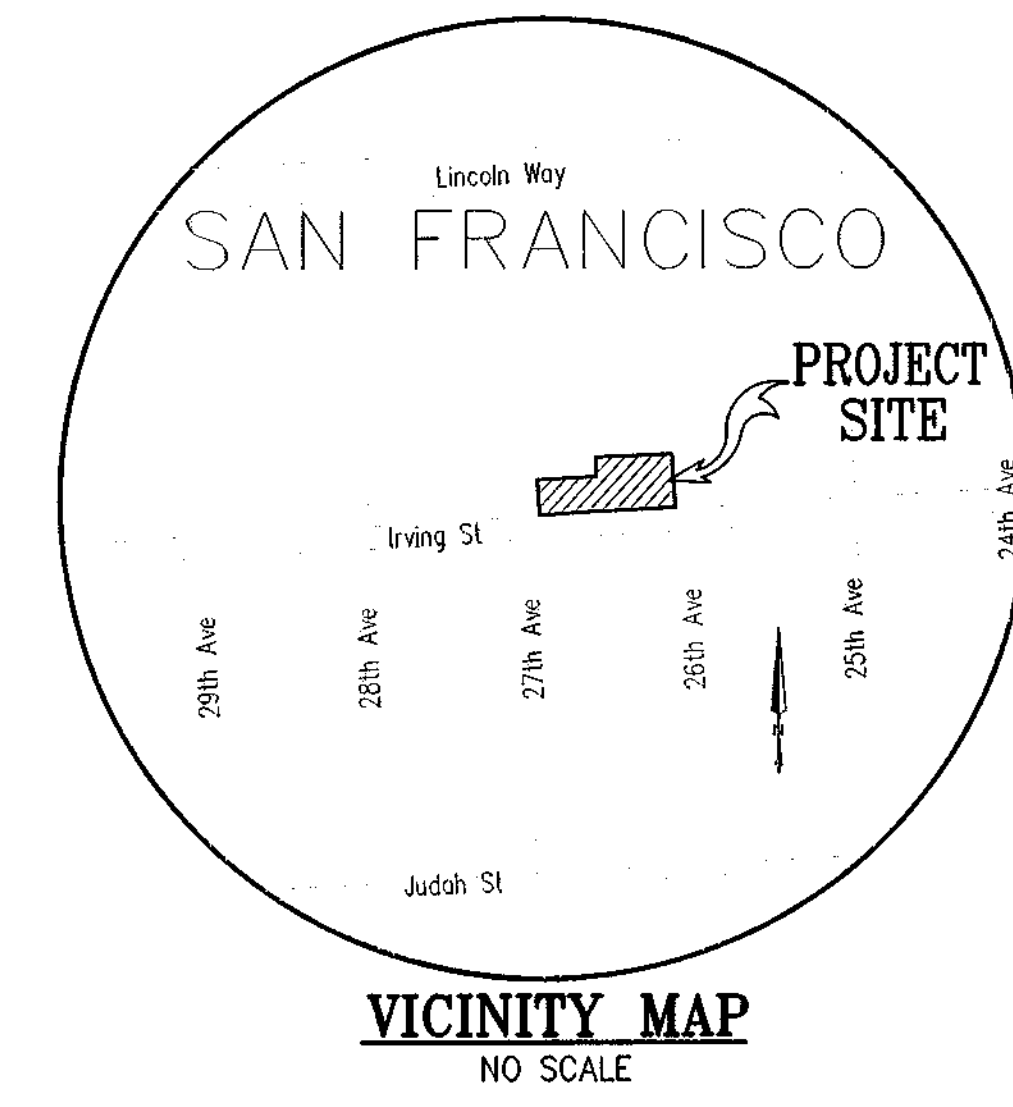 Lincoln Way
SAN FRANCISCO
PROJECT
SITE
24th Ave
Irving St
29th Ave
28th Ave
27th Ave
26th Ave
25th Ave
N
Judah St
VICINITY MAP
NO SCALE